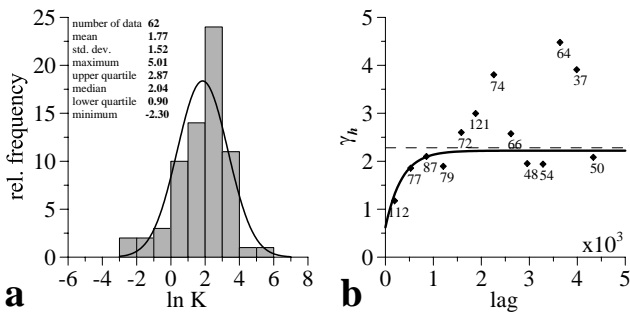 number of data 62
mean 1.77
std. dev. 1.52
maximum 5.01
upper quartile 2.87
median 2.04
lower quartile 0.90
minimum -2.30
rel. frequency
25
20
15
10
5
0
-6 -4 -2 0 2 4 6 8
ln K
a
γh
5
4
3
2
1
0
112
77
87
79
72
121
74
66
48
54
64
37
50
x10³
0 1 2 3 4 5
lag
b